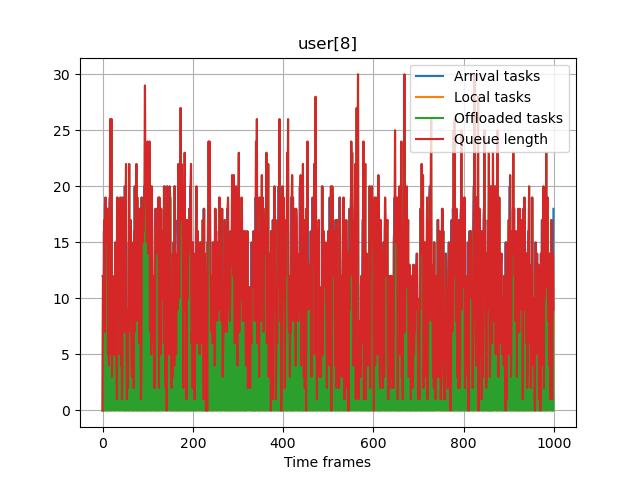 user[8]
30
25
20
15
10
5
0
Arrival tasks
Local tasks
Offloaded tasks
Queue length
0 200 400 600 800 1000
Time frames